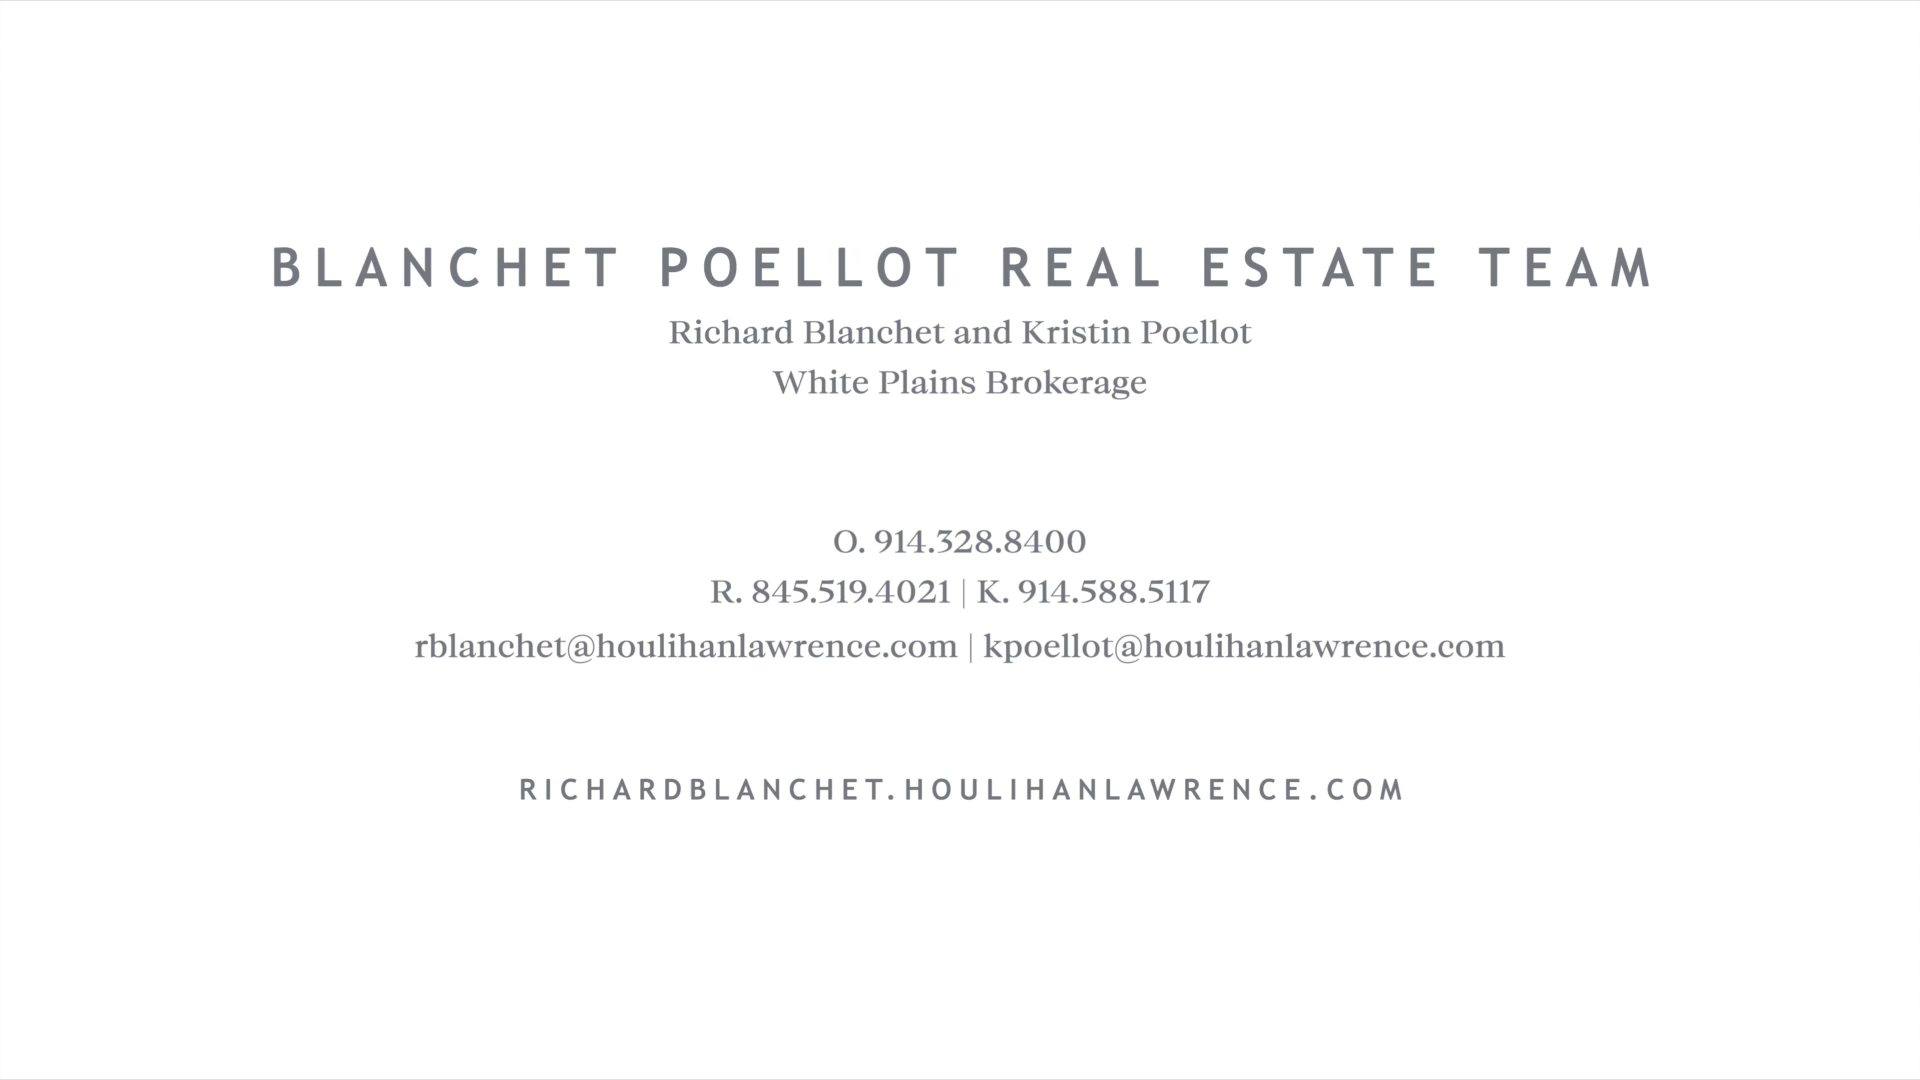 BLANCHET POELLOT REAL ESTATE TEAM
Richard Blanchet and Kristin Poellot
White Plains Brokerage
O. 914.328.8400
R. 845.519.4021 | K. 914.588.5117
rblanchet@houlihanlawrence.com | kpoellot@houlihanlawrence.com
RICHARDBLANCHET.HOULIHANLAWRENCE.COM